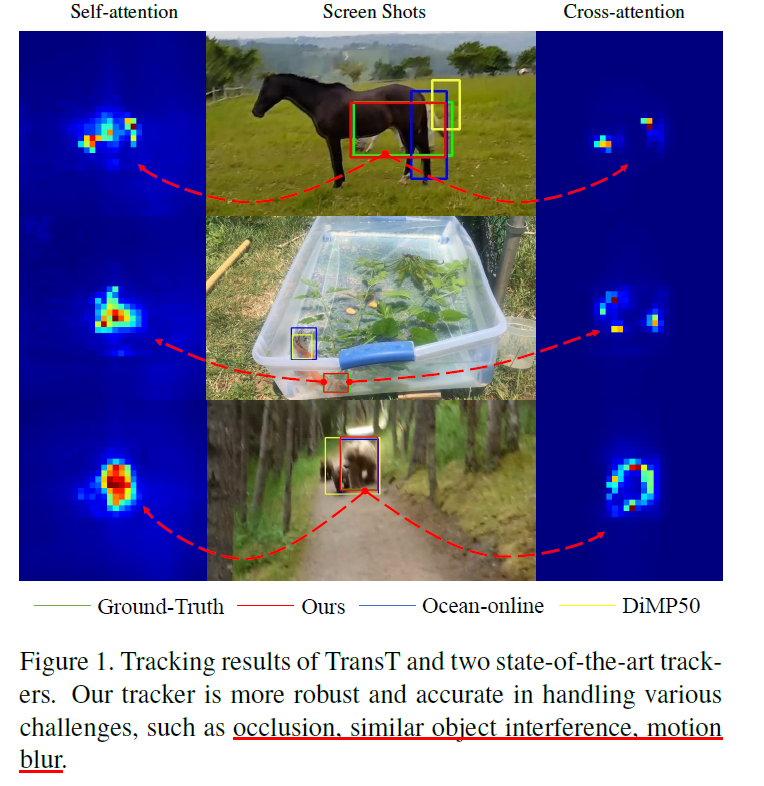 Self-attention Screen Shots Cross-attention
Ground-Truth Ours Ocean-online DiMP50
Figure 1. Tracking results of TransT and two state-of-the-art track-
ers. Our tracker is more robust and accurate in handling various
challenges, such as occlusion, similar object interference, motion
blur.